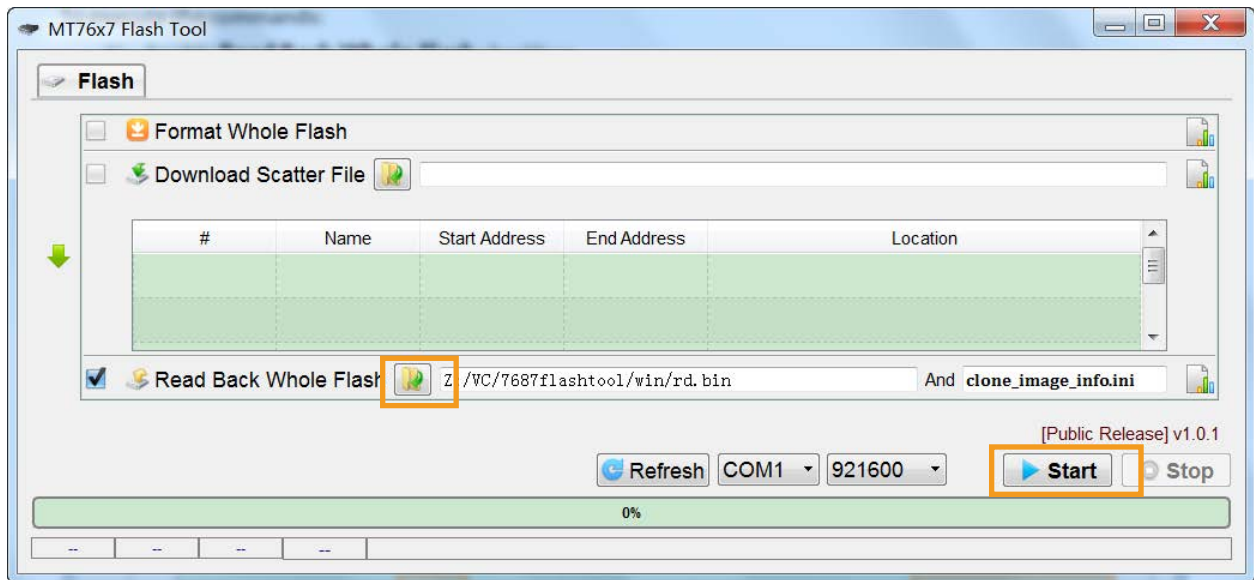 MT76x7 Flash Tool
Flash
Format Whole Flash
Download Scatter File
# Name Start Address End Address Location
Read Back Whole Flash Z:/VC/7687flashtool/win/rd.bin And clone_image_info.ini
[Public Release] v1.0.1
Refresh COM1 921600 Start Stop
0%
-- -- -- --